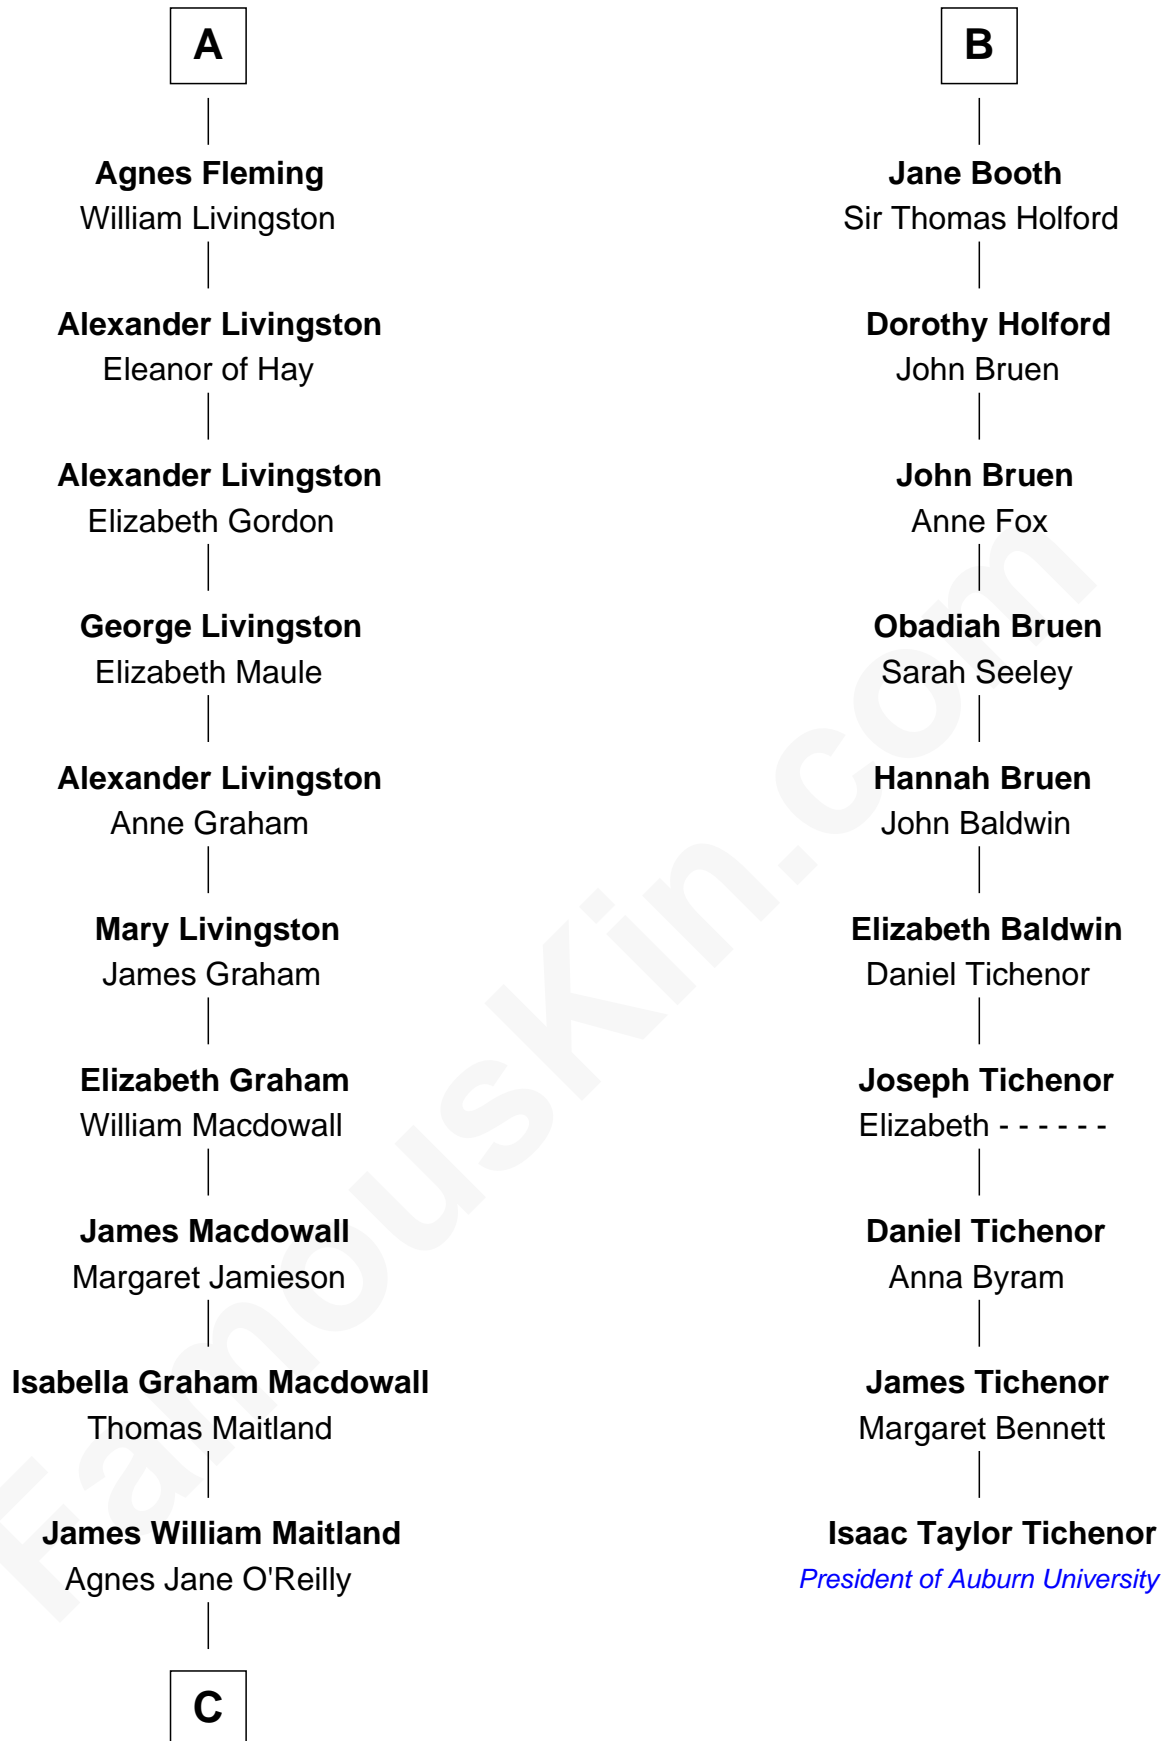 A
Agnes Fleming
William Livingston
Alexander Livingston
Eleanor of Hay
Alexander Livingston
Elizabeth Gordon
George Livingston
Elizabeth Maule
Alexander Livingston
Anne Graham
Mary Livingston
James Graham
Elizabeth Graham
William Macdowall
James Macdowall
Margaret Jamieson
Isabella Graham Macdowall
Thomas Maitland
James William Maitland
Agnes Jane O'Reilly
C
B
Jane Booth
Sir Thomas Holford
Dorothy Holford
John Bruen
John Bruen
Anne Fox
Obadiah Bruen
Sarah Seeley
Hannah Bruen
John Baldwin
Elizabeth Baldwin
Daniel Tichenor
Joseph Tichenor
Elizabeth - - - - - -
Daniel Tichenor
Anna Byram
James Tichenor
Margaret Bennett
Isaac Taylor Tichenor
President of Auburn University
FamousKin.com